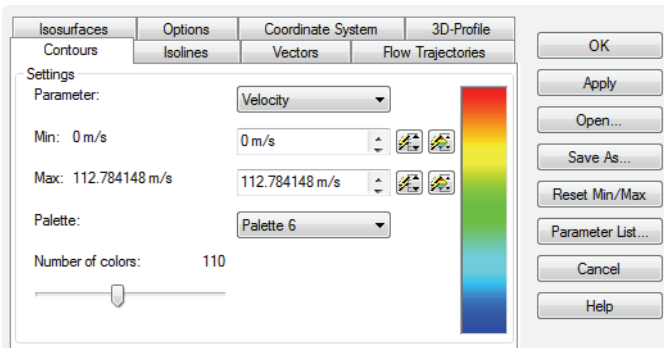 Isosurfaces Options Coordinate System 3D-Profile
Contours Isolines Vectors Flow Trajectories
Settings
Parameter: Velocity
Min: 0 m/s 0 m/s
Max: 112.784148 m/s 112.784148 m/s
Palette: Palette 6
Number of colors: 110
OK
Apply
Open...
Save As...
Reset Min/Max
Parameter List...
Cancel
Help